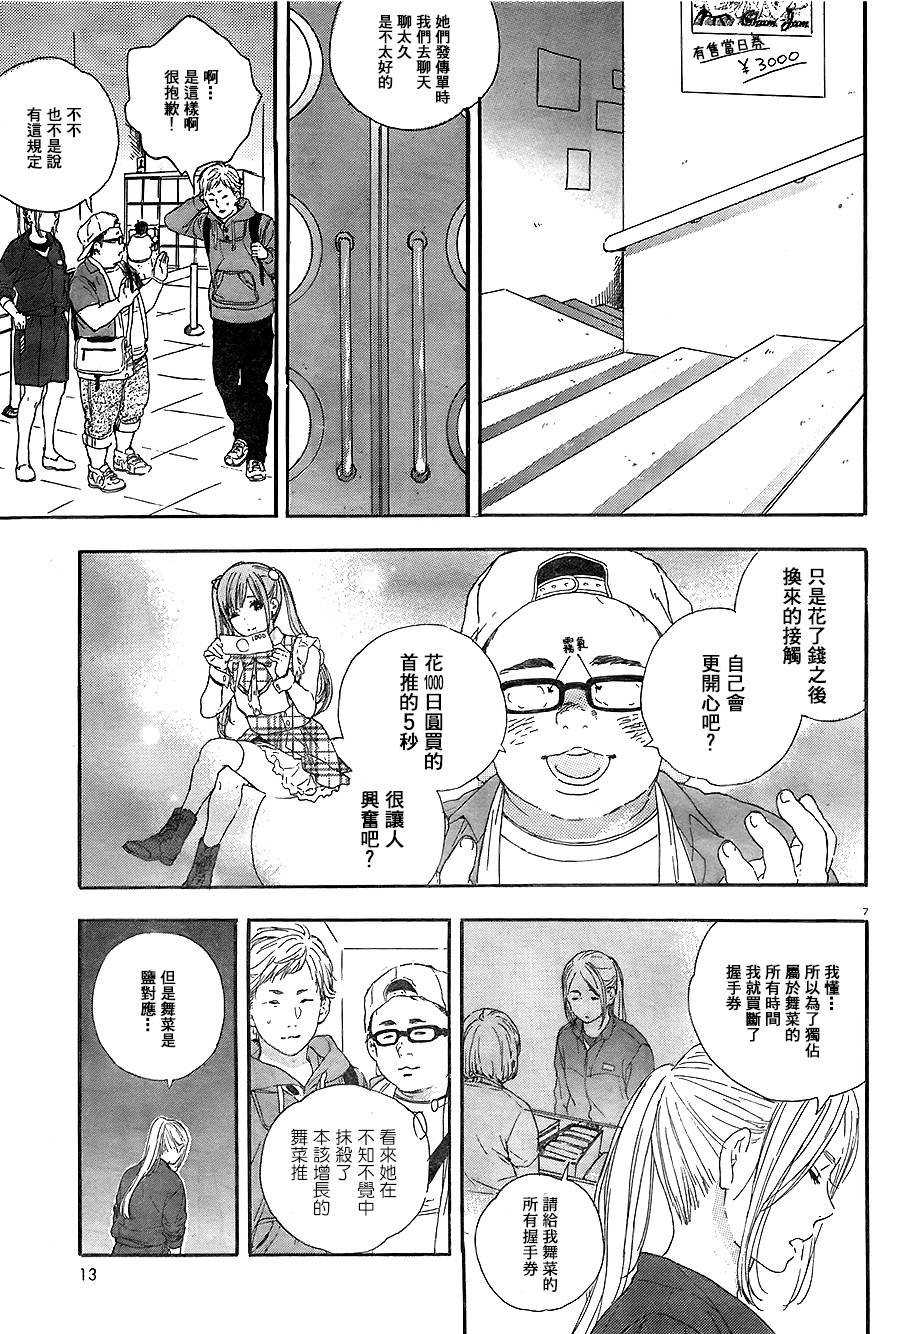 Cham Jam
有售當日券
¥3000
她們發傳單時
我們去聊天
聊太久
是不太好的
啊…
是這樣啊
很抱歉！
不不
也不是說
有這規定
只是花了錢之後
換來的接觸
自己會
更開心吧？
霧氣
1000
花1000日圓買的
首推的5秒
很讓人
興奮吧？
7
我懂…
所以為了獨佔
屬於舞菜的
所有時間
我就買斷了
握手券
請給我舞菜的
所有握手券
看來她在
不知不覺中
抹殺了
本該增長的
舞菜推
但是舞菜是
鹽對應…
13